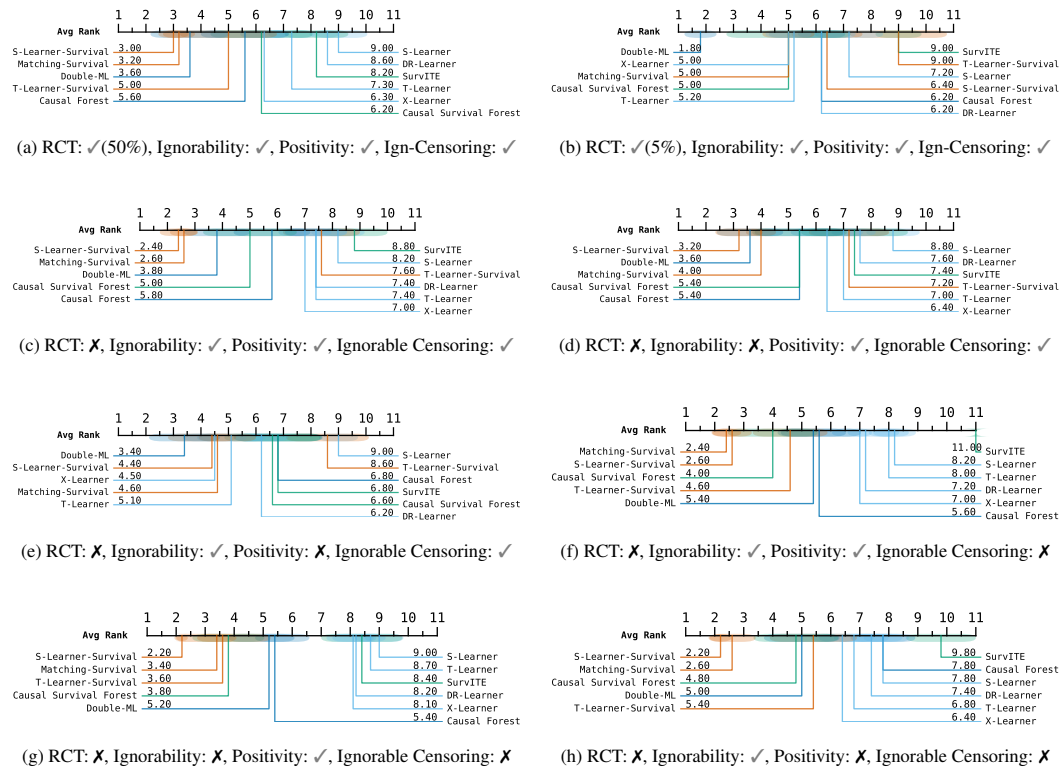 1 2 3 4 5 6 7 8 9 10 11
Avg Rank
S-Learner-Survival 3.00 9.00 S-Learner
Matching-Survival 3.20 8.60 DR-Learner
Double-ML 3.60 8.20 SurvITE
T-Learner-Survival 5.00 7.30 T-Learner
Causal Forest 5.60 6.30 X-Learner
6.20 Causal Survival Forest
(a) RCT: ✓(50%), Ignorability: ✓, Positivity: ✓, Ign-Censoring: ✓
1 2 3 4 5 6 7 8 9 10 11
Avg Rank
Double-ML 1.80 9.00 SurvITE
X-Learner 5.00 9.00 T-Learner-Survival
Matching-Survival 5.00 7.20 S-Learner
Causal Survival Forest 5.00 6.40 S-Learner-Survival
T-Learner 5.20 6.20 Causal Forest
6.20 DR-Learner
(b) RCT: ✓(5%), Ignorability: ✓, Positivity: ✓, Ign-Censoring: ✓
1 2 3 4 5 6 7 8 9 10 11
Avg Rank
S-Learner-Survival 2.40 8.80 SurvITE
Matching-Survival 2.60 8.20 S-Learner
Double-ML 3.80 7.60 T-Learner-Survival
Causal Survival Forest 5.00 7.40 DR-Learner
Causal Forest 5.80 7.40 T-Learner
7.00 X-Learner
(c) RCT: ✗, Ignorability: ✓, Positivity: ✓, Ignorable Censoring: ✓
1 2 3 4 5 6 7 8 9 10 11
Avg Rank
S-Learner-Survival 3.20 8.80 S-Learner
Double-ML 3.60 7.60 DR-Learner
Matching-Survival 4.00 7.40 SurvITE
Causal Survival Forest 5.40 7.20 T-Learner-Survival
Causal Forest 5.40 7.00 T-Learner
6.40 X-Learner
(d) RCT: ✗, Ignorability: ✗, Positivity: ✓, Ignorable Censoring: ✓
1 2 3 4 5 6 7 8 9 10 11
Avg Rank
Double-ML 3.40 9.00 S-Learner
S-Learner-Survival 4.40 8.60 T-Learner-Survival
X-Learner 4.50 6.80 Causal Forest
Matching-Survival 4.60 6.80 SurvITE
T-Learner 5.10 6.60 Causal Survival Forest
6.20 DR-Learner
(e) RCT: ✗, Ignorability: ✓, Positivity: ✗, Ignorable Censoring: ✓
1 2 3 4 5 6 7 8 9 10 11
Avg Rank
Matching-Survival 2.40 11.00 SurvITE
S-Learner-Survival 2.60 8.20 S-Learner
Causal Survival Forest 4.00 8.00 T-Learner
T-Learner-Survival 4.60 7.20 DR-Learner
Double-ML 5.40 7.00 X-Learner
5.60 Causal Forest
(f) RCT: ✗, Ignorability: ✓, Positivity: ✓, Ignorable Censoring: ✗
1 2 3 4 5 6 7 8 9 10 11
Avg Rank
S-Learner-Survival 2.20 9.00 S-Learner
Matching-Survival 3.40 8.70 T-Learner
T-Learner-Survival 3.60 8.40 SurvITE
Causal Survival Forest 3.80 8.20 DR-Learner
Double-ML 5.20 8.10 X-Learner
5.40 Causal Forest
(g) RCT: ✗, Ignorability: ✗, Positivity: ✓, Ignorable Censoring: ✗
1 2 3 4 5 6 7 8 9 10 11
Avg Rank
S-Learner-Survival 2.20 9.80 SurvITE
Matching-Survival 2.60 7.80 Causal Forest
Causal Survival Forest 4.80 7.80 S-Learner
Double-ML 5.00 7.40 DR-Learner
T-Learner-Survival 5.40 6.80 T-Learner
6.40 X-Learner
(h) RCT: ✗, Ignorability: ✓, Positivity: ✗, Ignorable Censoring: ✗